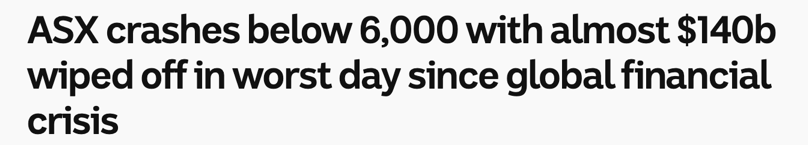 ASX crashes below 6,000 with almost $140b
wiped off in worst day since global financial
crisis